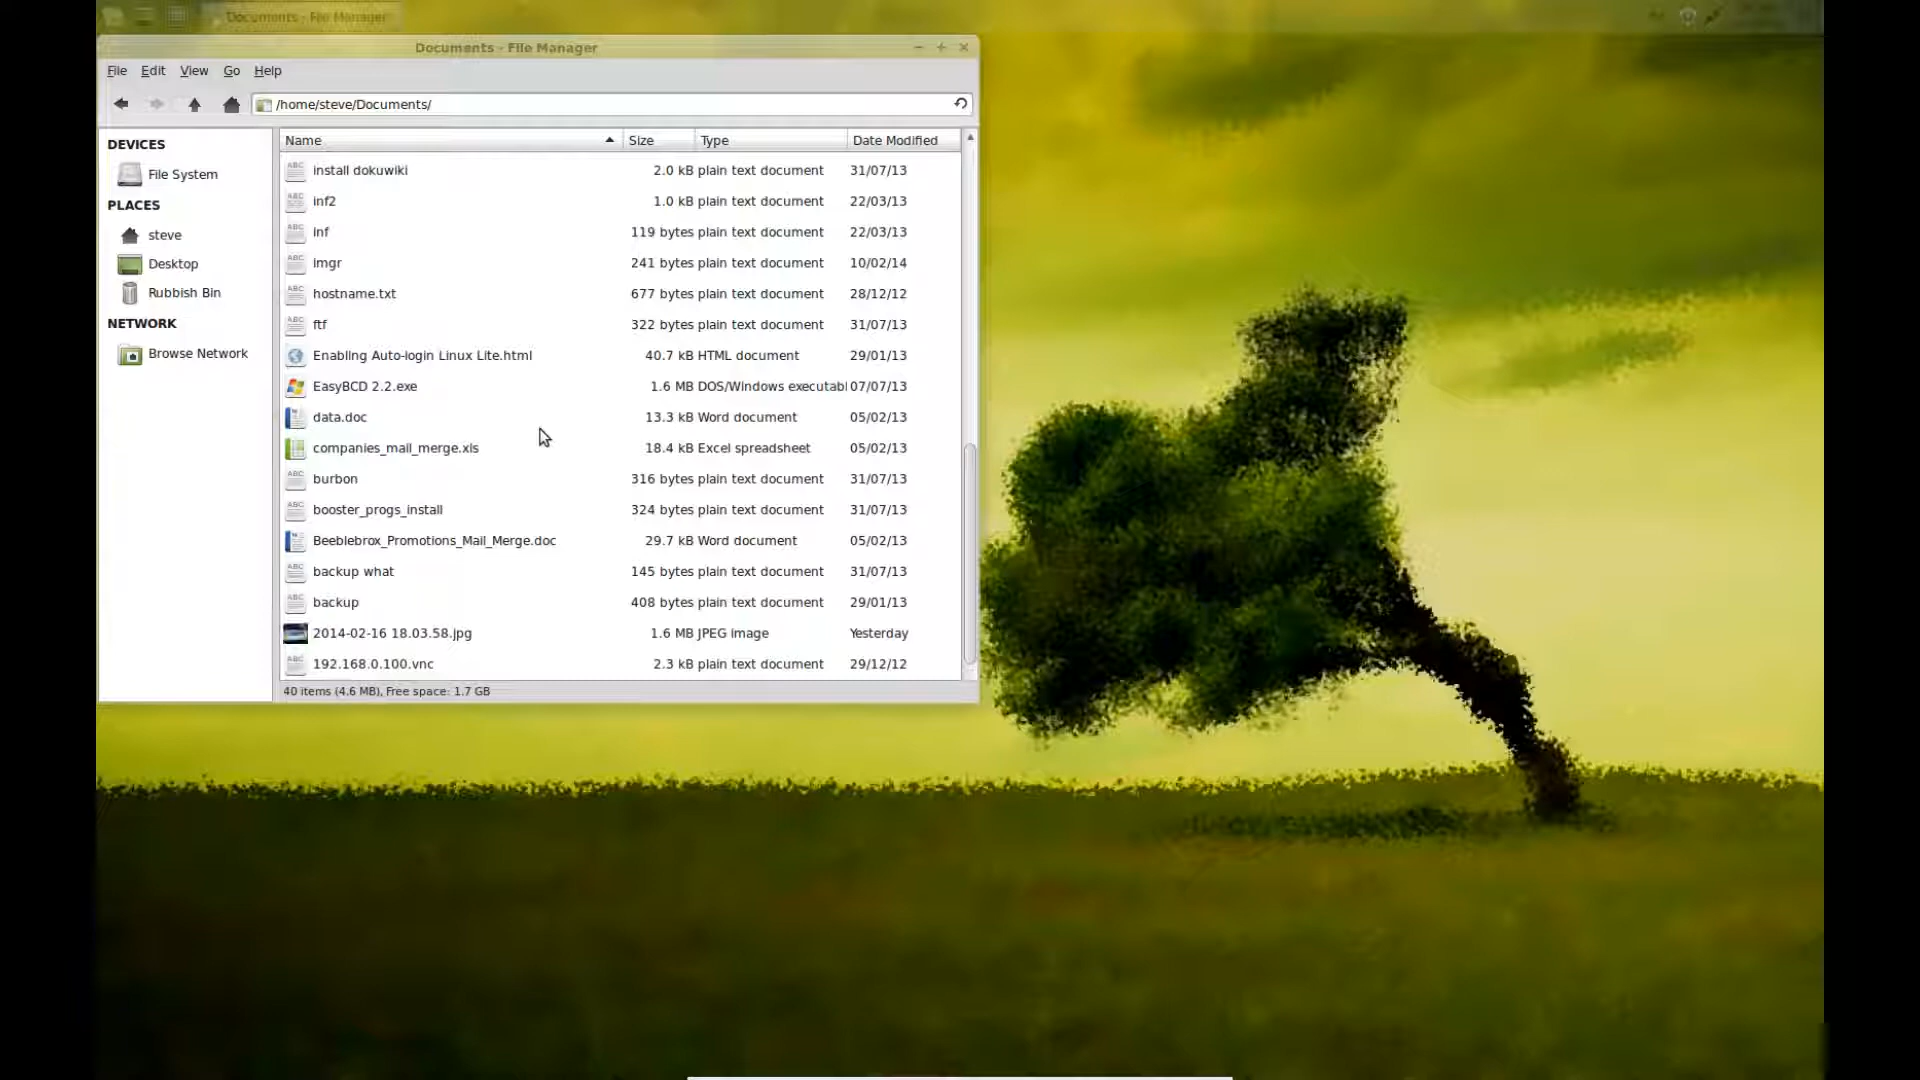 Documents - File Manager
Documents - File Manager
File Edit View Go Help
/home/steve/Documents/
DEVICES
File System
PLACES
steve
Desktop
Rubbish Bin
NETWORK
Browse Network
Name Size Type Date Modified
install dokuwiki 2.0 kB plain text document 31/07/13
inf2 1.0 kB plain text document 22/03/13
inf 119 bytes plain text document 22/03/13
imgr 241 bytes plain text document 10/02/14
hostname.txt 677 bytes plain text document 28/12/12
ftf 322 bytes plain text document 31/07/13
Enabling Auto-login Linux Lite.html 40.7 kB HTML document 29/01/13
EasyBCD 2.2.exe 1.6 MB DOS/Windows executabl 07/07/13
data.doc 13.3 kB Word document 05/02/13
companies_mail_merge.xls 18.4 kB Excel spreadsheet 05/02/13
burbon 316 bytes plain text document 31/07/13
booster_progs_install 324 bytes plain text document 31/07/13
Beeblebrox_Promotions_Mail_Merge.doc 29.7 kB Word document 05/02/13
backup what 145 bytes plain text document 31/07/13
backup 408 bytes plain text document 29/01/13
2014-02-16 18.03.58.jpg 1.6 MB JPEG image Yesterday
192.168.0.100.vnc 2.3 kB plain text document 29/12/12
40 items (4.6 MB), Free space: 1.7 GB